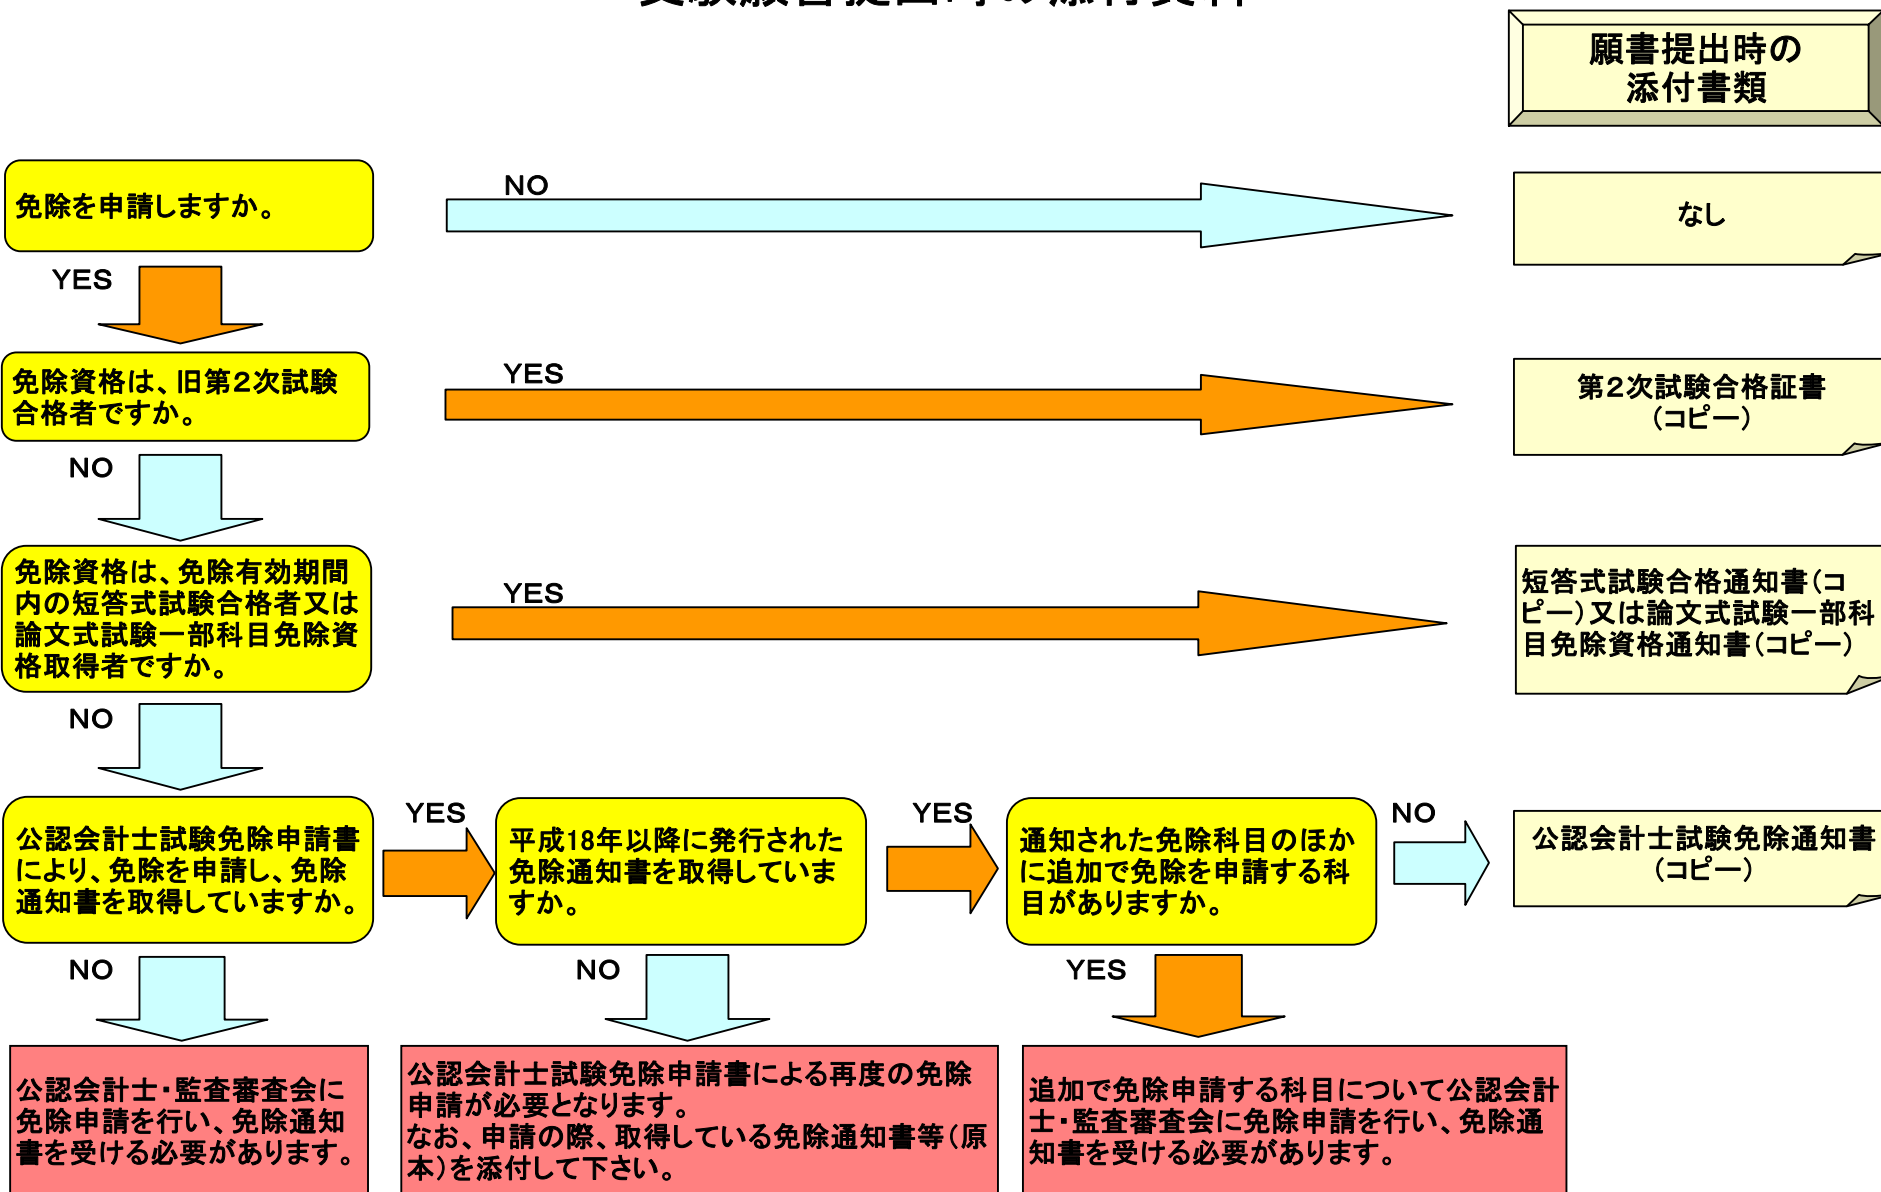 受験願書提出時の添付資料
願書提出時の
添付書類
免除を申請しますか。
NO
なし
YES
免除資格は、旧第2次試験
合格者ですか。
YES
第2次試験合格証書
(コピー)
NO
免除資格は、免除有効期間
内の短答式試験合格者又は
論文式試験一部科目免除資
格取得者ですか。
YES
短答式試験合格通知書(コ
ピー)又は論文式試験一部科
目免除資格通知書(コピー)
NO
公認会計士試験免除申請書
により、免除を申請し、免除
通知書を取得していますか。
YES
平成18年以降に発行された
免除通知書を取得していま
すか。
YES
通知された免除科目のほか
に追加で免除を申請する科
目がありますか。
NO
公認会計士試験免除通知書
(コピー)
NO
公認会計士・監査審査会に
免除申請を行い、免除通知
書を受ける必要があります。
NO
公認会計士試験免除申請書による再度の免除
申請が必要となります。
なお、申請の際、取得している免除通知書等(原
本)を添付して下さい。
YES
追加で免除申請する科目について公認会計
士・監査審査会に免除申請を行い、免除通
知書を受ける必要があります。